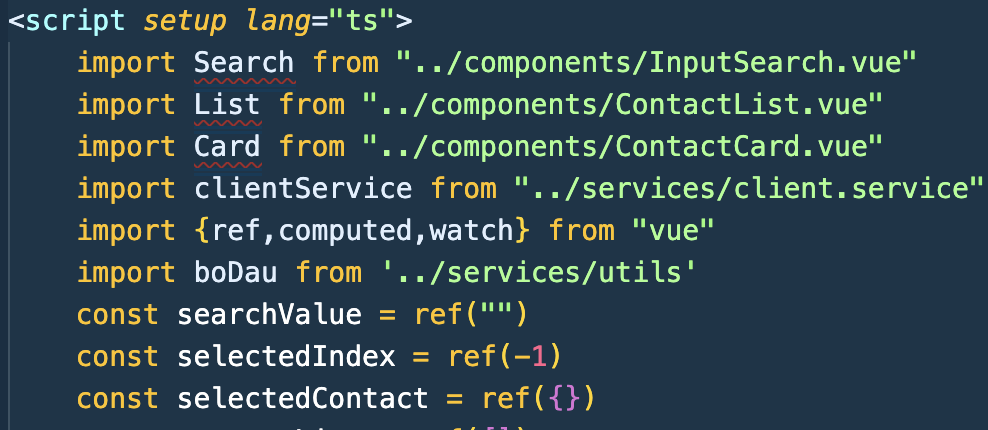 <script setup lang="ts">
import Search from "../components/InputSearch.vue"
import List from "../components/ContactList.vue"
import Card from "../components/ContactCard.vue"
import clientService from "../services/client.service"
import {ref,computed,watch} from "vue"
import boDau from '../services/utils'
const searchValue = ref("")
const selectedIndex = ref(-1)
const selectedContact = ref({})